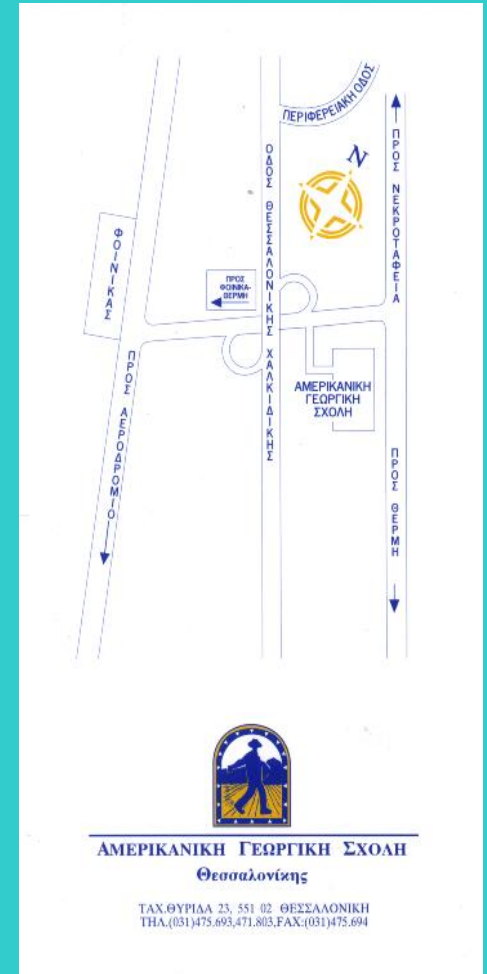 ΠΕΡΙΦΕΡΕΙΑΚΗ ΟΔΟΣ
N
ΟΔΟΣ ΘΕΣΣΑΛΟΝΙΚΗΣ ΧΑΛΚΙΔΙΚΗΣ
ΠΡΟΣ ΝΕΚΡΟΤΑΦΕΙΑ
ΦΟΙΝΙΚΑΣ
ΠΡΟΣ
ΦΟΙΝΙΚΑ-
ΘΕΡΜΗ
ΠΡΟΣ ΑΕΡΟΔΡΟΜΙΟ
ΑΜΕΡΙΚΑΝΙΚΗ
ΓΕΩΡΓΙΚΗ
ΣΧΟΛΗ
ΠΡΟΣ ΘΕΡΜΗ
ΑΜΕΡΙΚΑΝΙΚΗ ΓΕΩΡΓΙΚΗ ΣΧΟΛΗ
Θεσσαλονίκης
ΤΑΧ.ΘΥΡΙΔΑ 23, 551 02 ΘΕΣΣΑΛΟΝΙΚΗ
ΤΗΛ.(031)475.693,471.803,FAX:(031)475.694